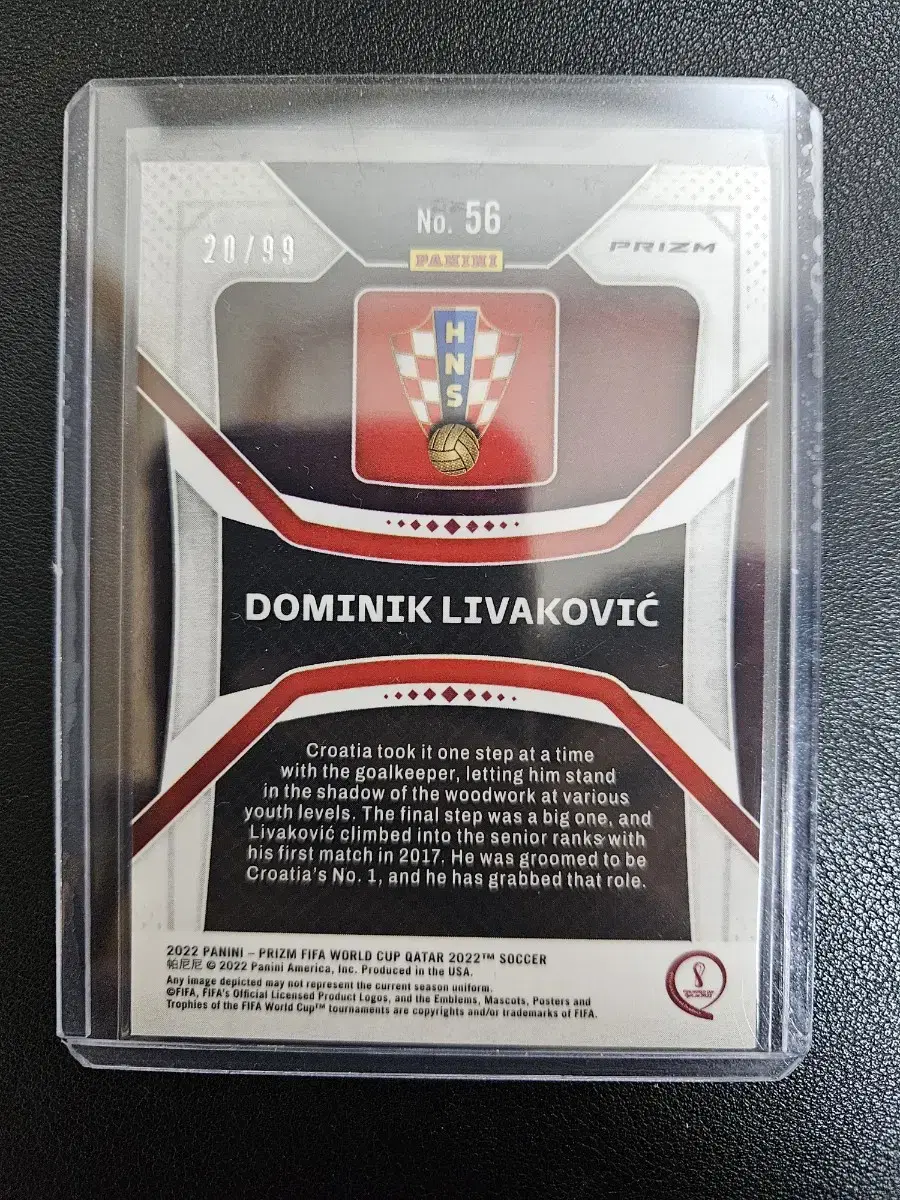 No. 56
20/99
PRIZM
PANINI
H
N
S
DOMINIK LIVAKOVIĆ
Croatia took it one step at a time
with the goalkeeper, letting him stand
in the shadow of the woodwork at various
youth levels. The final step was a big one, and
Livaković climbed into the senior ranks with
his first match in 2017. He was groomed to be
Croatia's No. 1, and he has grabbed that role.
2022 PANINI – PRIZM FIFA WORLD CUP QATAR 2022™ SOCCER
帕尼尼 © 2022 Panini America, Inc. Produced in the USA.
Any image depicted may not represent the current season uniform.
©FIFA, FIFA's Official Licensed Product Logos, and the Emblems, Mascots, Posters and
Trophies of the FIFA World Cup™ tournaments are copyrights and/or trademarks of FIFA.